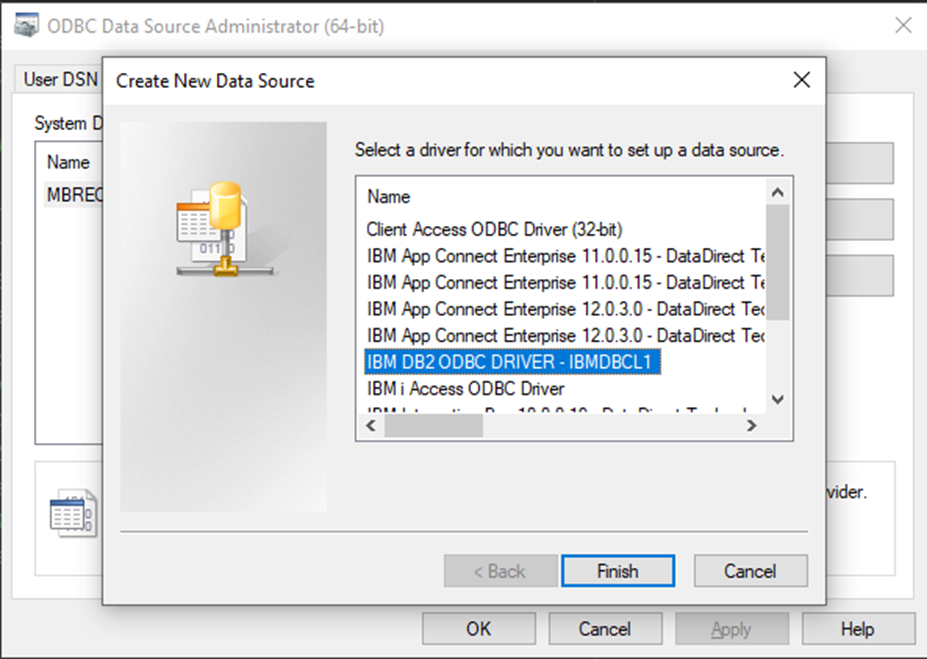 ODBC Data Source Administrator (64-bit)
User DSN
System D
Name
MBREC
Create New Data Source
Select a driver for which you want to set up a data source.
Name
Client Access ODBC Driver (32-bit)
IBM App Connect Enterprise 11.0.0.15 - DataDirect Te
IBM App Connect Enterprise 11.0.0.15 - DataDirect Te
IBM App Connect Enterprise 12.0.3.0 - DataDirect Tec
IBM App Connect Enterprise 12.0.3.0 - DataDirect Tec
IBM DB2 ODBC DRIVER - IBMDBCL1
IBM i Access ODBC Driver
vider.
< Back
Finish
Cancel
OK
Cancel
Apply
Help